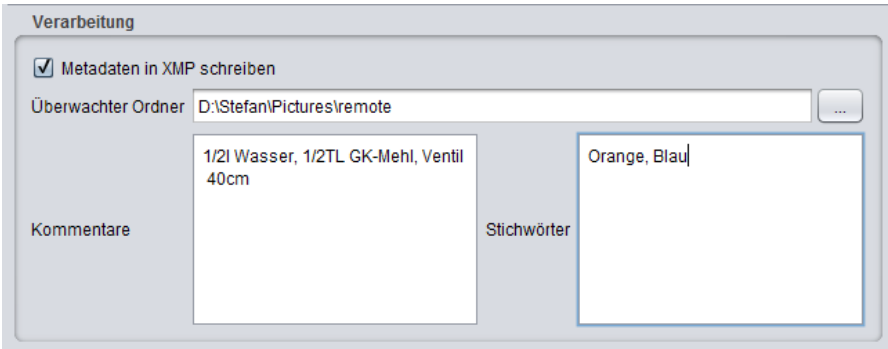 Verarbeitung
Metadaten in XMP schreiben
Überwachter Ordner D:\Stefan\Pictures\remote ...
1/2l Wasser, 1/2TL GK-Mehl, Ventil
40cm
Kommentare
Stichwörter
Orange, Blau